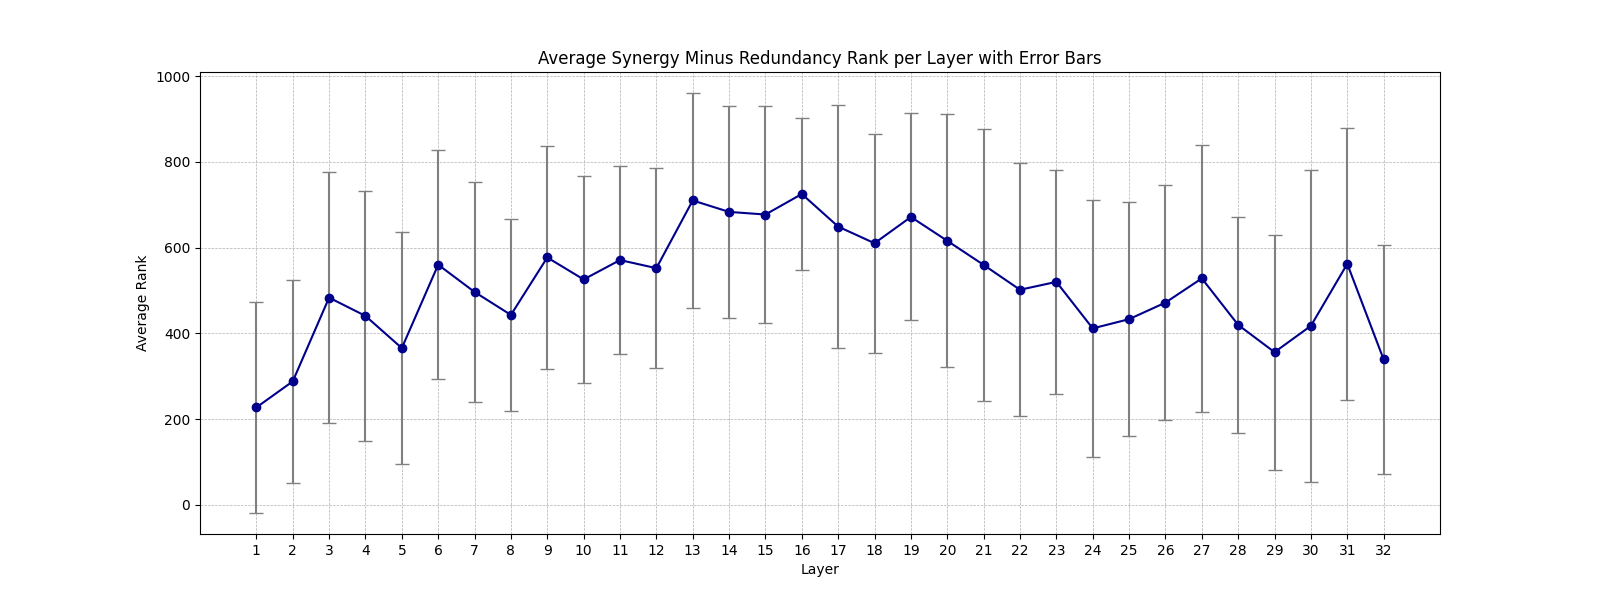 Average Synergy Minus Redundancy Rank per Layer with Error Bars
1000
800
600
400
200
0
Average Rank
1 2 3 4 5 6 7 8 9 10 11 12 13 14 15 16 17 18 19 20 21 22 23 24 25 26 27 28 29 30 31 32
Layer